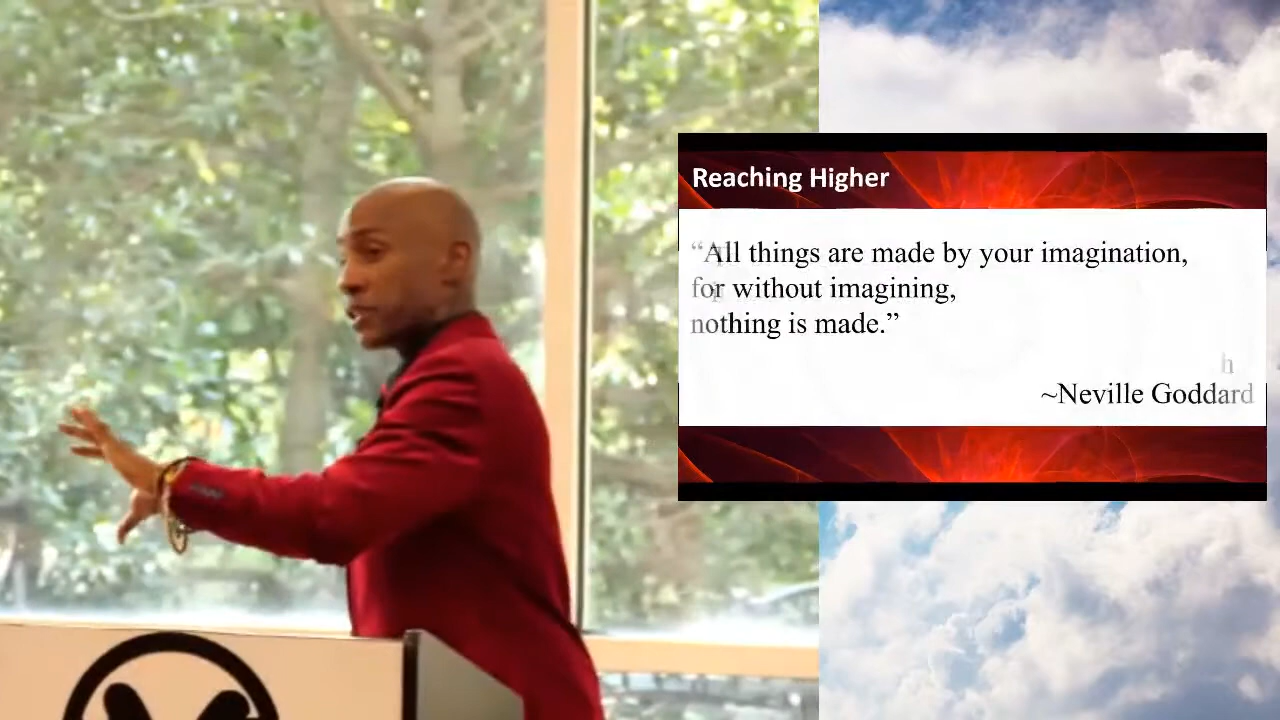 Reaching Higher
“All things are made by your imagination,
for without imagining,
nothing is made.”
h
~Neville Goddard